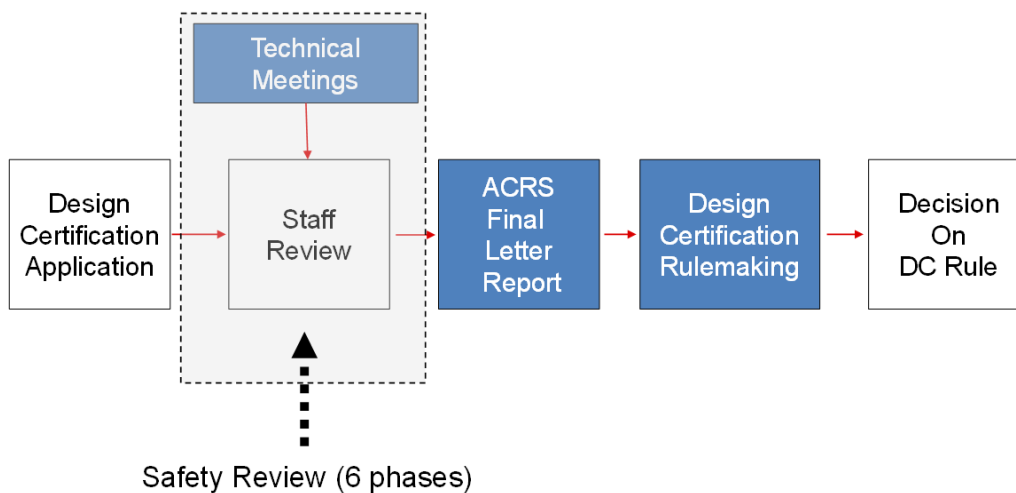 Technical
Meetings
Design
Certification
Application
Staff
Review
ACRS
Final
Letter
Report
Design
Certification
Rulemaking
Decision
On
DC Rule
Safety Review (6 phases)